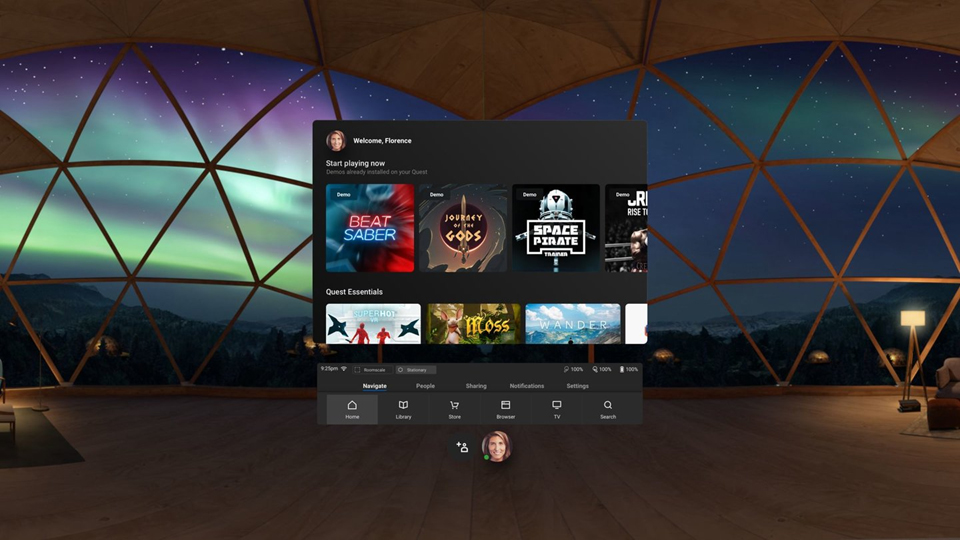 Welcome, Florence
Start playing now
Demos already installed on your Quest
Demo
BEAT
SABER
Demo
JOURNEY
OF THE
GODS
Demo
SPACE
PIRATE
TRAINER
Demo
RISE TO
Quest Essentials
SUPERHOT
VR
Moss
WANDER
9:25pm
Roomscale
Stationary
100%
100%
100%
Navigate
People
Sharing
Notifications
Settings
Home
Library
Store
Browser
TV
Search